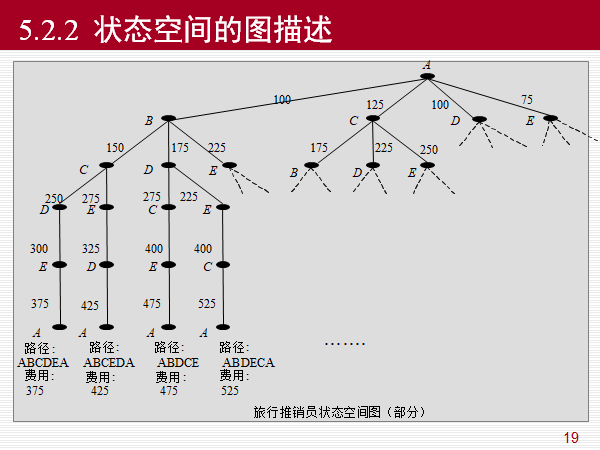 5.2.2 状态空间的图描述
A
100 125 100 75
B C D E
150 175 225 175 225 250
C D E B D E
250 275 275 225
D E C E
300 325 400 400
E D E C
375 425 475 525
A A A A
路径： 路径： 路径： 路径：
ABCDEA ABCEDA ABDCE ABDECA
费用： 费用： 费用： 费用：
375 425 475 525
…….
旅行推销员状态空间图（部分）
19